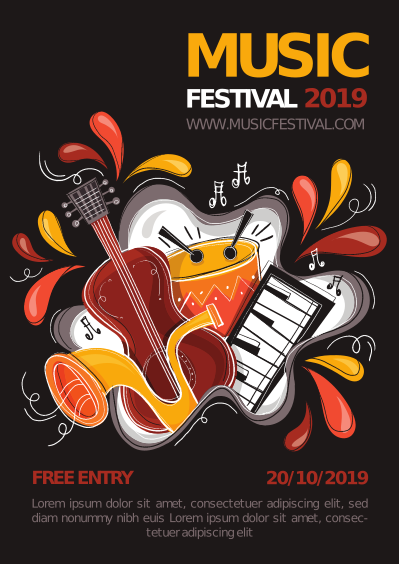 MUSIC
FESTIVAL 2019
WWW.MUSICFESTIVAL.COM
FREE ENTRY 20/10/2019
Lorem ipsum dolor sit amet, consectetuer adipiscing elit, sed
diam nonummy nibh euis Lorem ipsum dolor sit amet, consec-
tetuer adipiscing elit